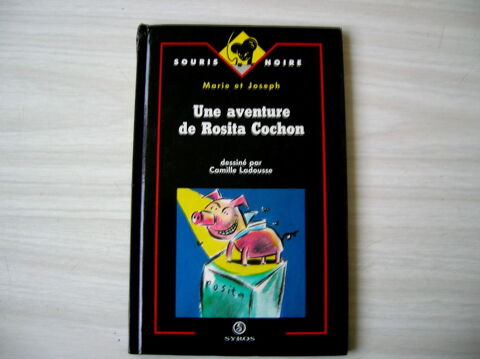 SOURIS NOIRE
Marie et Joseph
Une aventure
de Rosita Cochon
dessiné par
Camille Ladousse
Rosita
SYROS